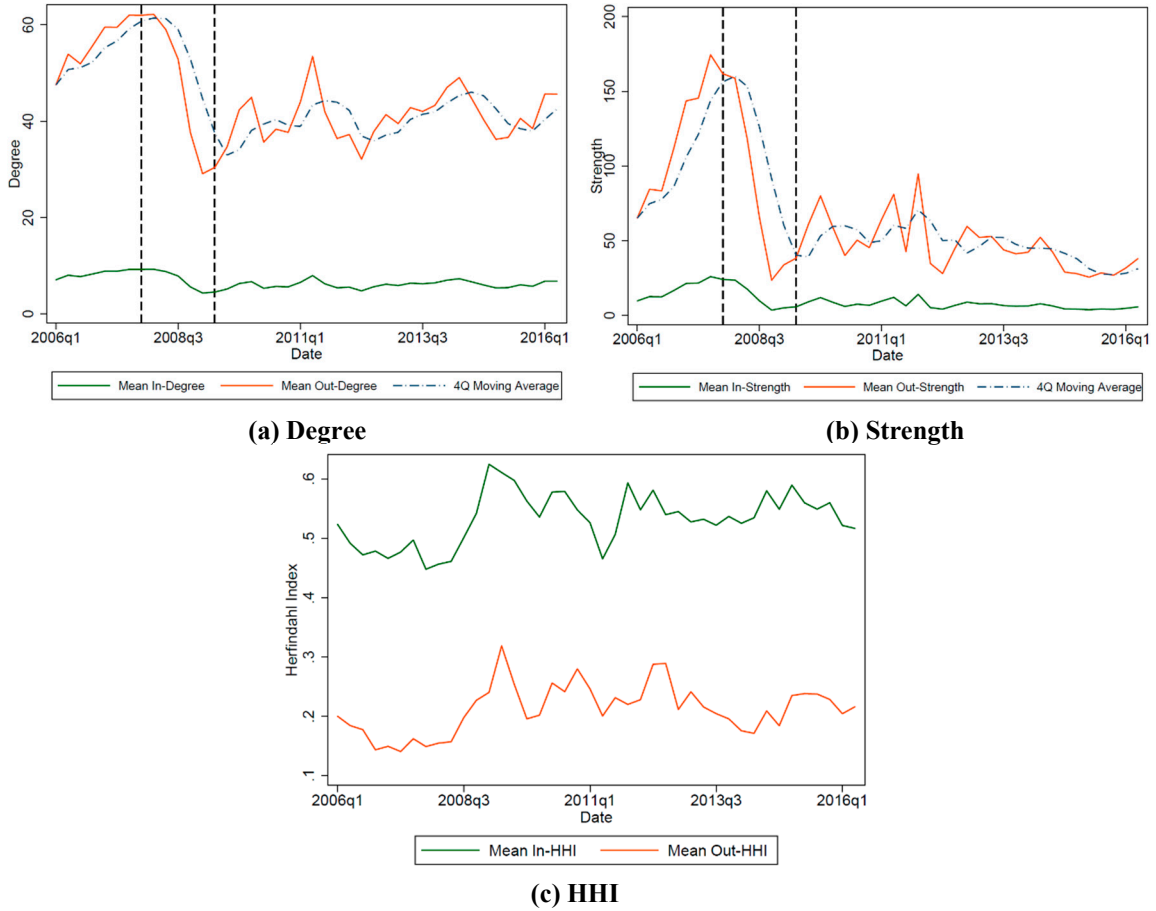 60
40
20
0
Degree
2006q1 2008q3 2011q1 2013q3 2016q1
Date
Mean In-Degree Mean Out-Degree 4Q Moving Average
(a) Degree
200
150
100
50
0
Strength
2006q1 2008q3 2011q1 2013q3 2016q1
Date
Mean In-Strength Mean Out-Strength 4Q Moving Average
(b) Strength
.6
.5
.4
.3
.2
.1
Herfindahl Index
2006q1 2008q3 2011q1 2013q3 2016q1
Date
Mean In-HHI Mean Out-HHI
(c) HHI